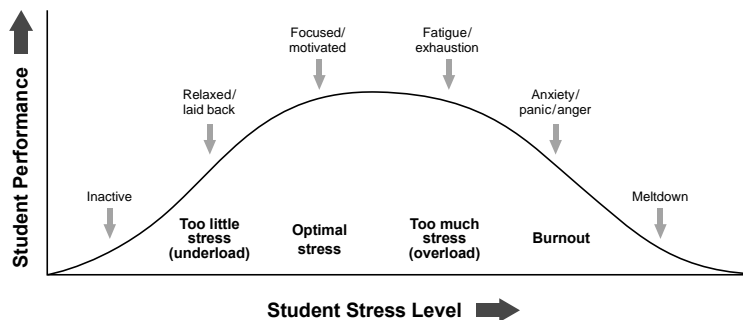 Student Performance
Inactive
Relaxed/
laid back
Focused/
motivated
Fatigue/
exhaustion
Anxiety/
panic/anger
Meltdown
Too little
stress
(underload)
Optimal
stress
Too much
stress
(overload)
Burnout
Student Stress Level